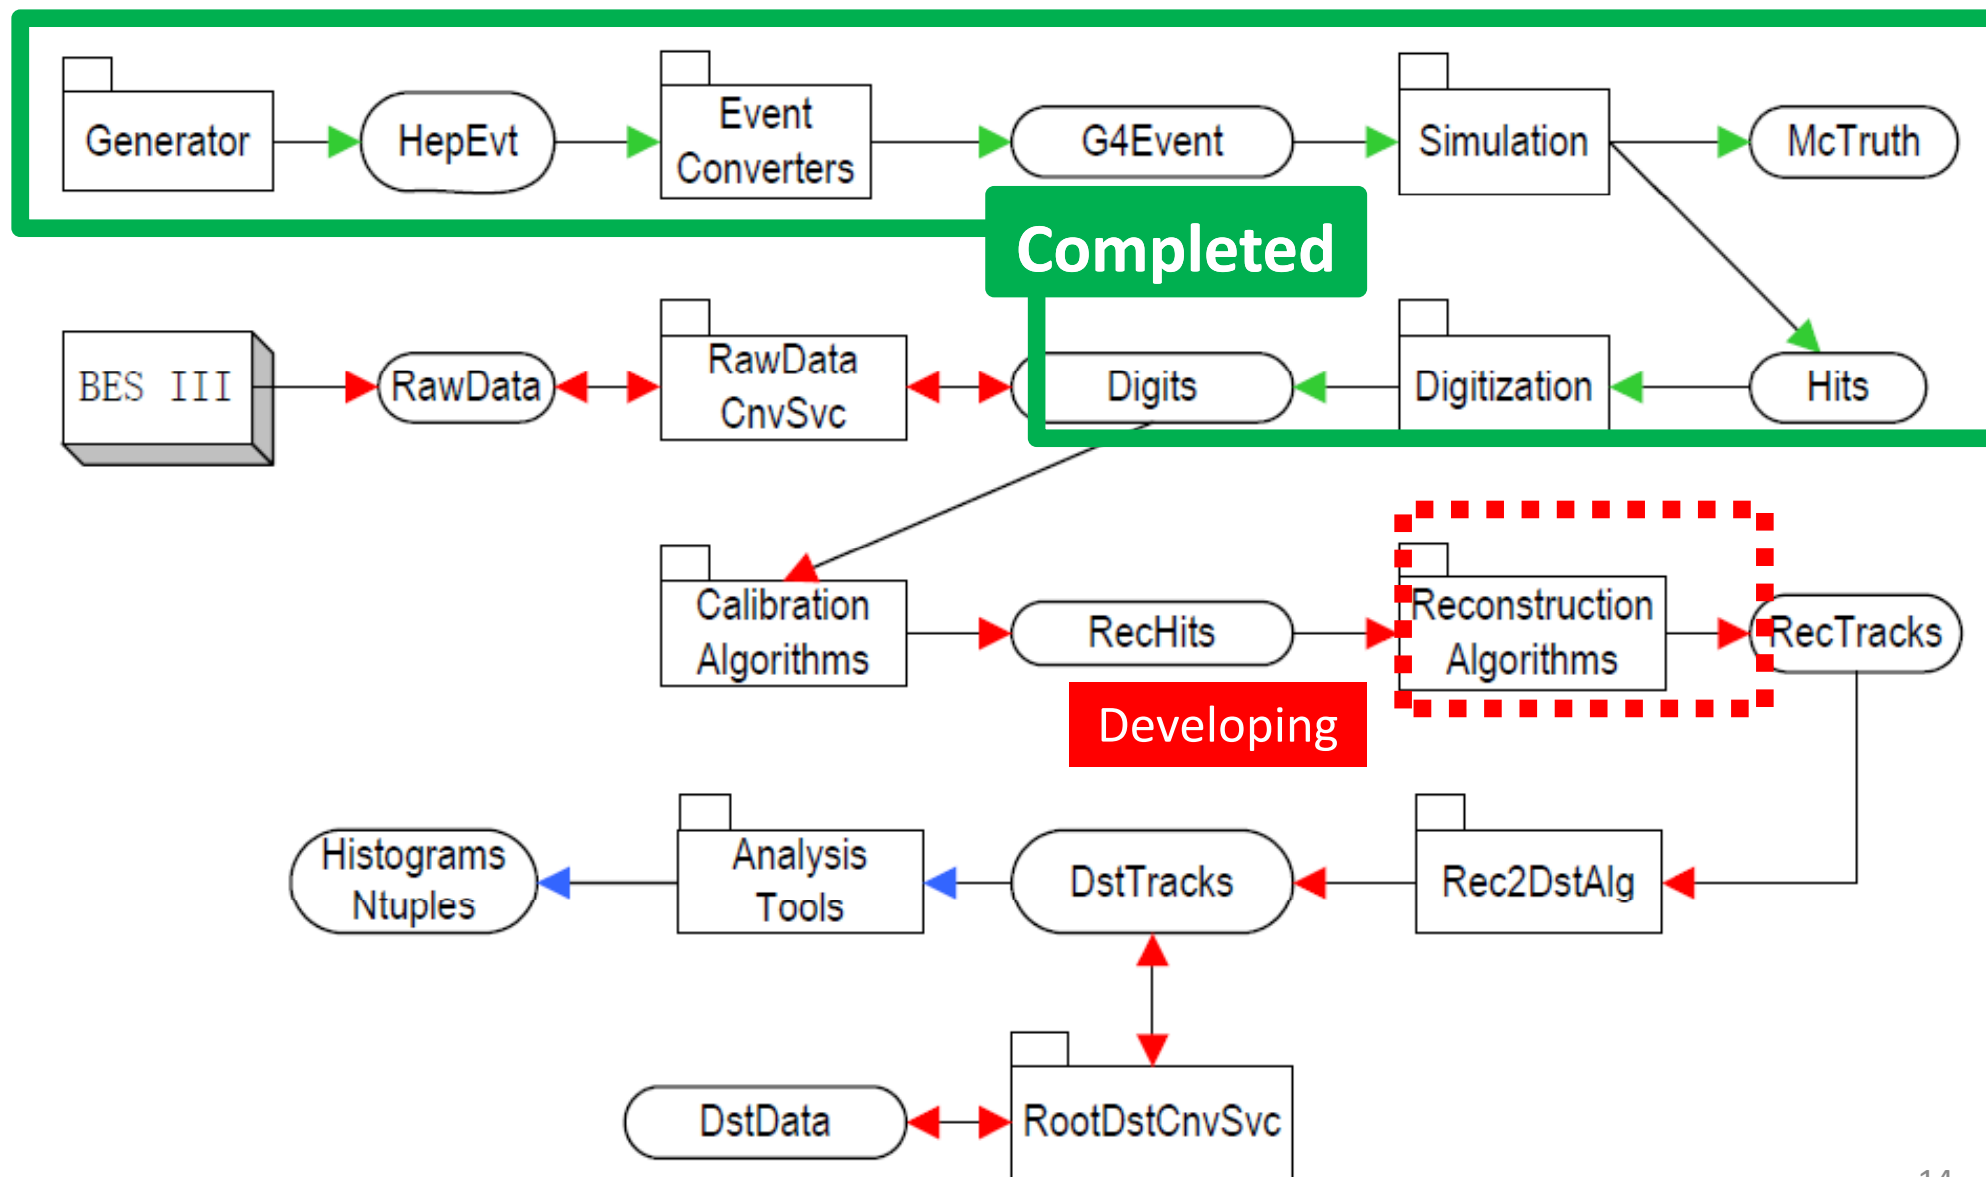 Generator
HepEvt
Event
Converters
G4Event
Simulation
McTruth
Completed
BES III
RawData
RawData
CnvSvc
Digits
Digitization
Hits
Calibration
Algorithms
RecHits
Reconstruction
Algorithms
RecTracks
Developing
Histograms
Ntuples
Analysis
Tools
DstTracks
Rec2DstAlg
DstData
RootDstCnvSvc